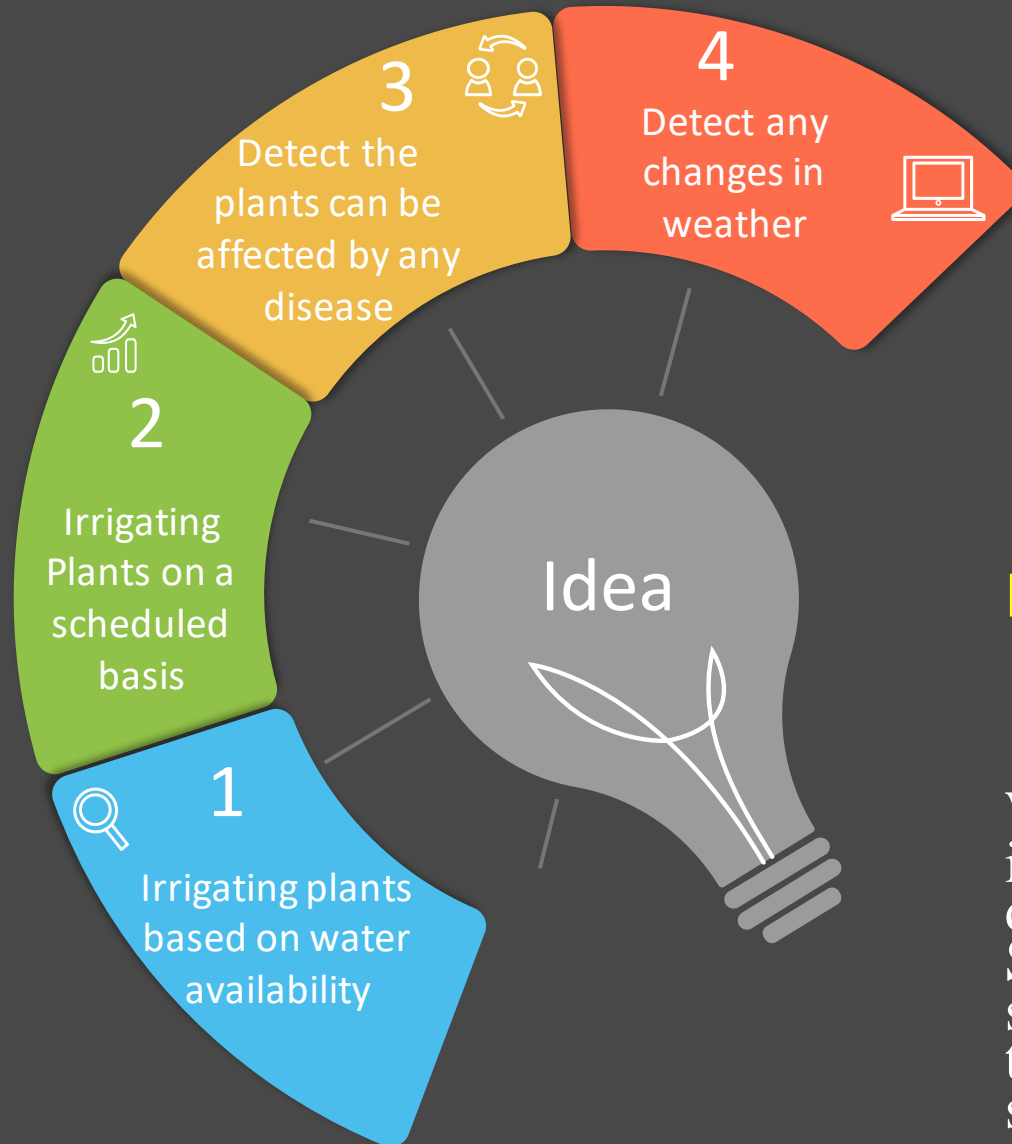 4
Detect any
changes in
weather
3
Detect the
plants can be
affected by any
disease
2
Irrigating
Plants on a
scheduled
basis
1
Irrigating plants
based on water
availability
Idea